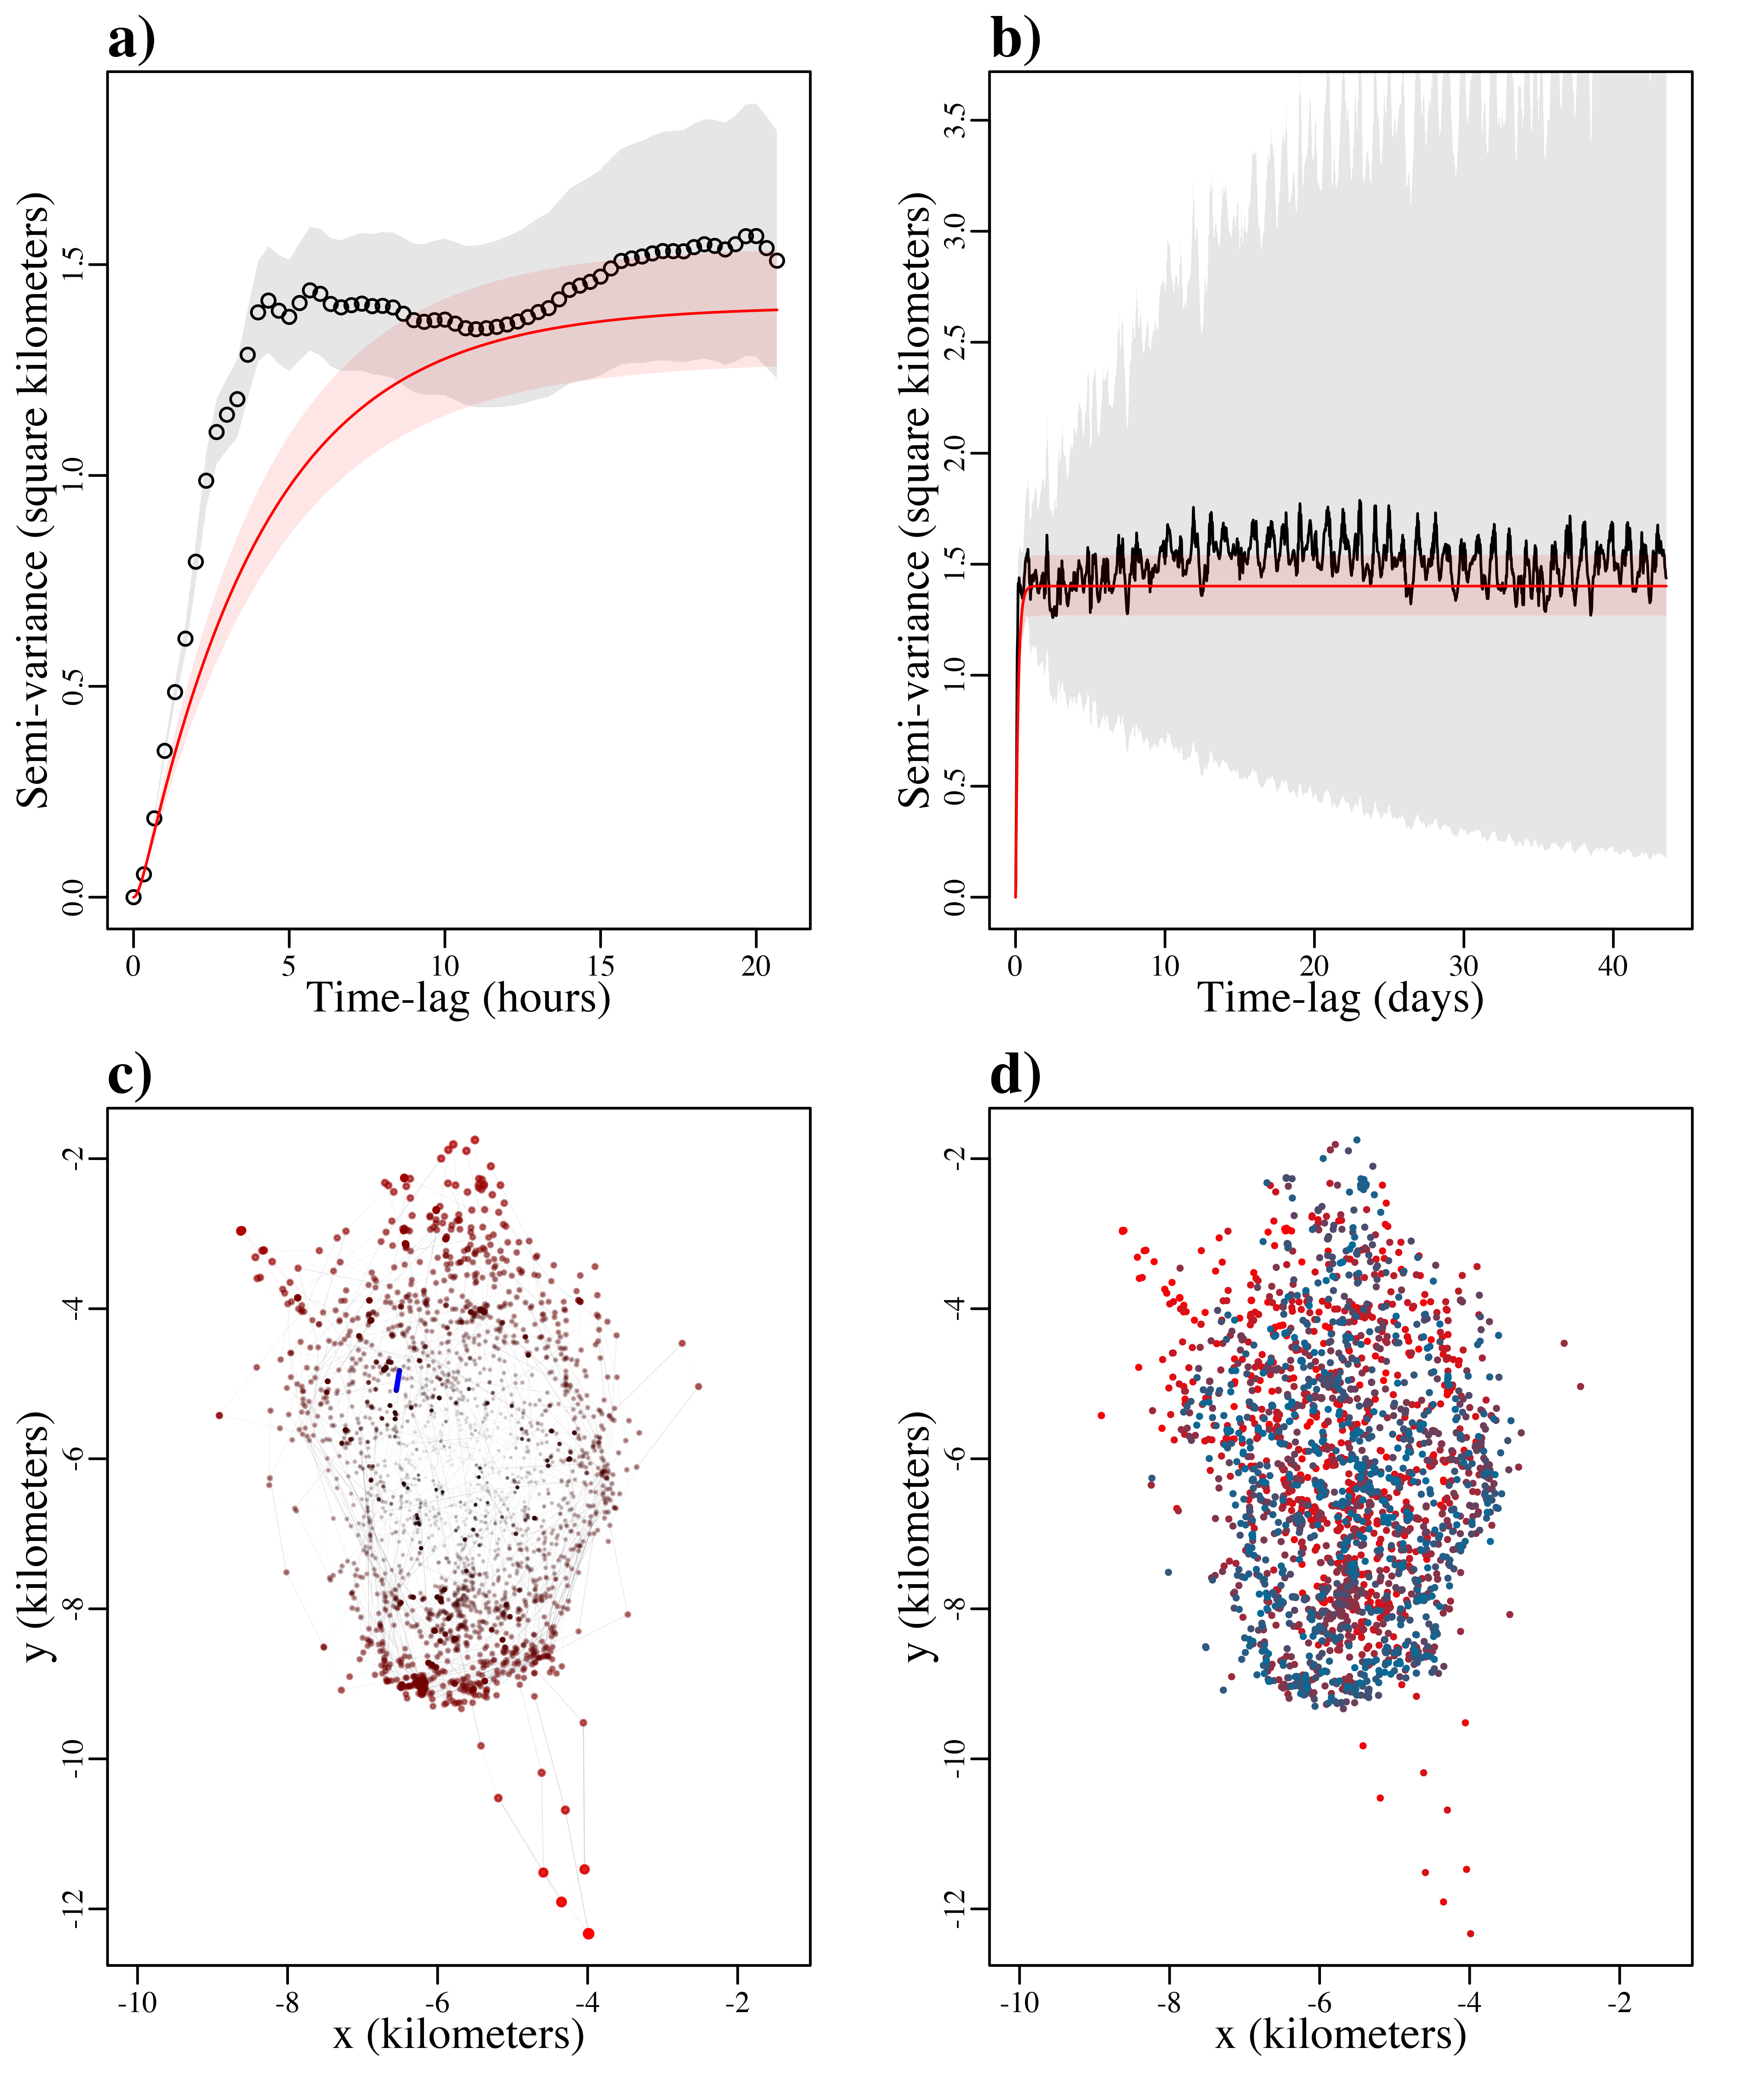 a)
Semi-variance (square kilometers)
0.0 0.5 1.0 1.5
0 5 10 15 20
Time-lag (hours)
b)
Semi-variance (square kilometers)
0.0 0.5 1.0 1.5 2.0 2.5 3.0 3.5
0 10 20 30 40
Time-lag (days)
c)
y (kilometers)
-12 -10 -8 -6 -4 -2
-10 -8 -6 -4 -2
x (kilometers)
d)
y (kilometers)
-12 -10 -8 -6 -4 -2
-10 -8 -6 -4 -2
x (kilometers)